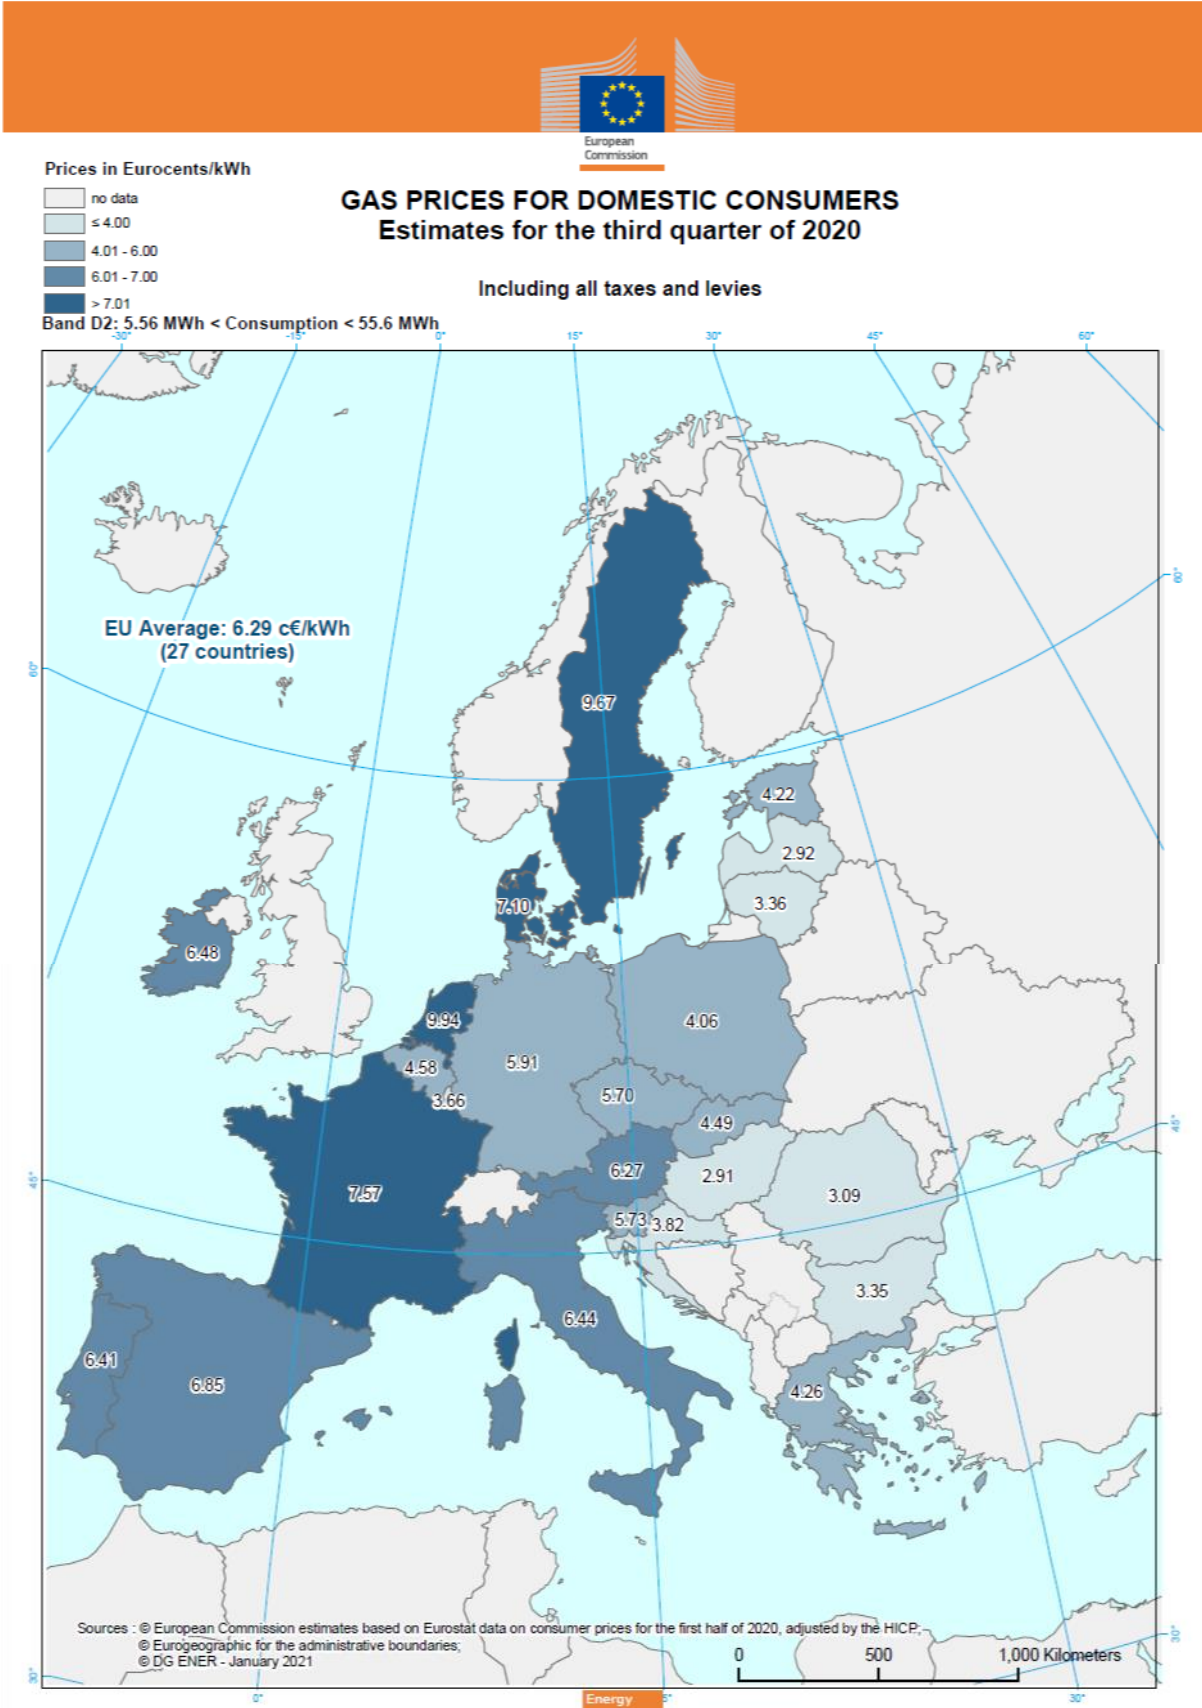 European
Commission
Prices in Eurocents/kWh
no data
≤ 4.00
4.01 - 6.00
6.01 - 7.00
> 7.01
GAS PRICES FOR DOMESTIC CONSUMERS
Estimates for the third quarter of 2020
Including all taxes and levies
Band D2: 5.56 MWh < Consumption < 55.6 MWh
-30° -15° 0° 15° 30° 45° 60°
60°
EU Average: 6.29 c€/kWh
(27 countries)
60°
9.67
4.22
2.92
7.10
3.36
6.48
9.94
4.06
5.91
4.58
5.70
3.66
4.49
45°
6.27
2.91
45°
7.57
3.09
5.73 3.82
3.35
6.44
6.41
6.85
4.26
Sources : © European Commission estimates based on Eurostat data on consumer prices for the first half of 2020, adjusted by the HICP;
© Eurogeographic for the administrative boundaries;
© DG ENER - January 2021
0 500 1,000 Kilometers
30°
30°
0° 5° 30°
Energy